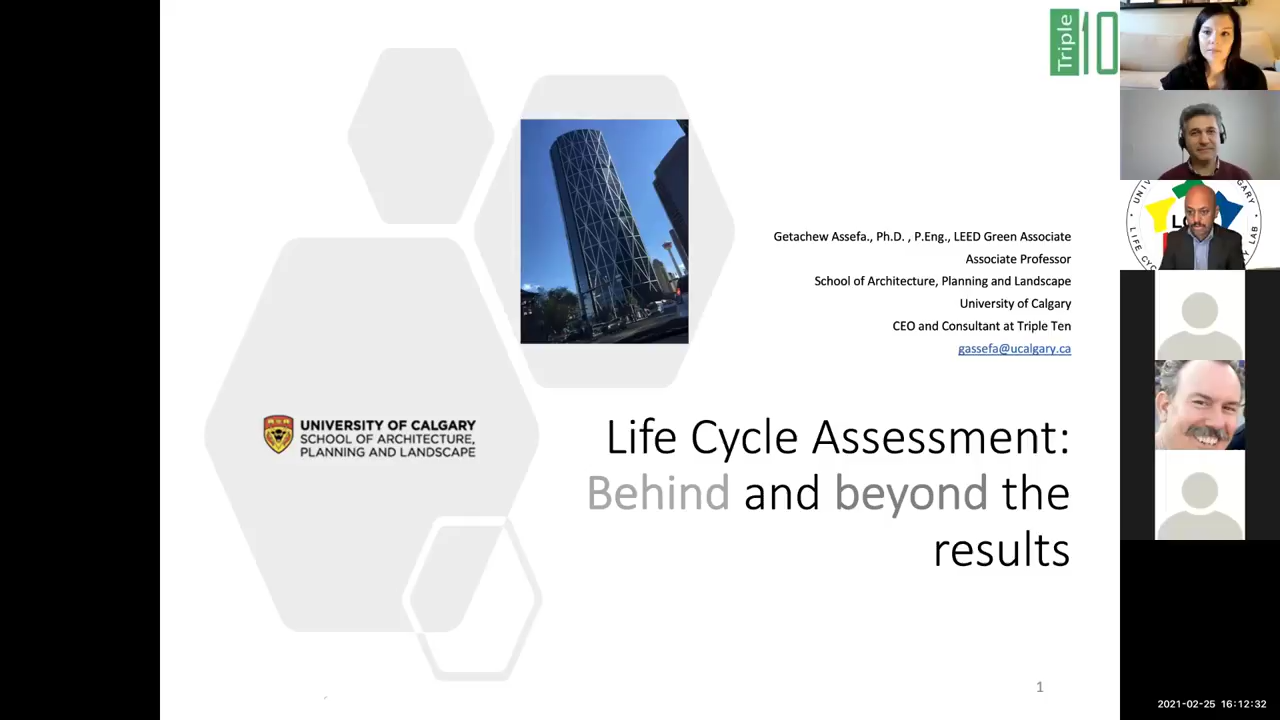 Triple 10
Getachew Assefa., Ph.D. , P.Eng., LEED Green Associate
Associate Professor
School of Architecture, Planning and Landscape
University of Calgary
CEO and Consultant at Triple Ten
gassefa@ucalgary.ca
UNIVERSITY OF CALGARY
SCHOOL OF ARCHITECTURE,
PLANNING AND LANDSCAPE
Life Cycle Assessment:
Behind and beyond the
results
1
2021-02-25 16:12:32